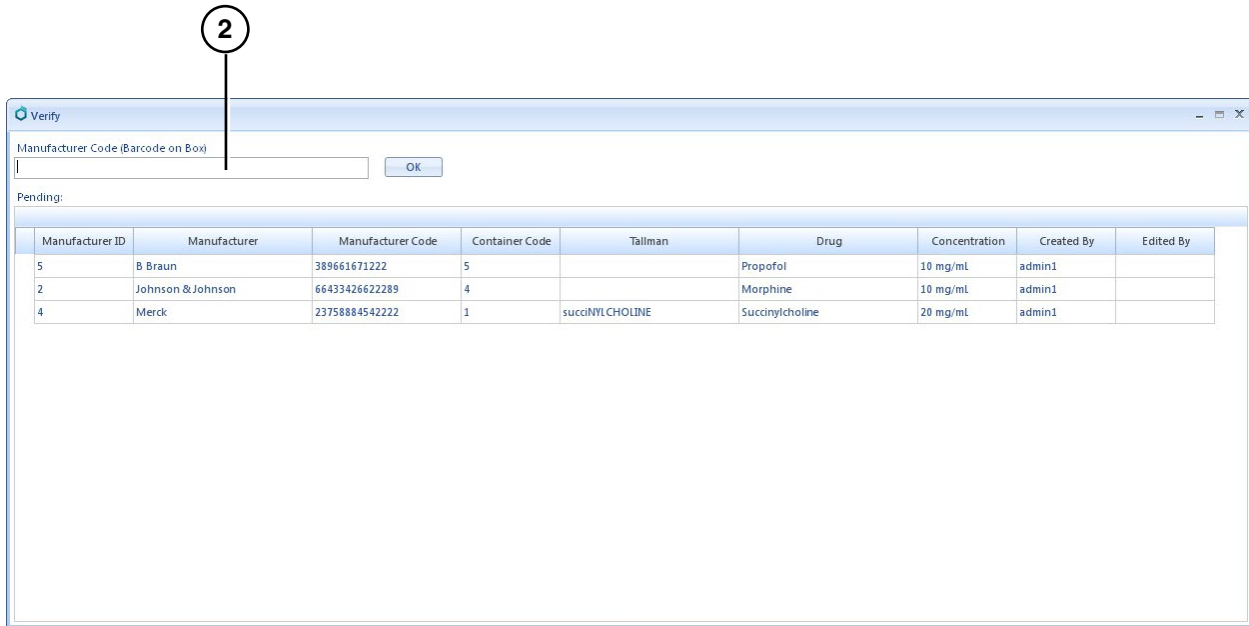 2
Verify
Manufacturer Code (Barcode on Box)
OK
Pending:
Manufacturer ID Manufacturer Manufacturer Code Container Code Tallman Drug Concentration Created By Edited By
5 B Braun 389661671222 5 Propofol 10 mg/mL admin1
2 Johnson & Johnson 66433426622289 4 Morphine 10 mg/mL admin1
4 Merck 23758884542222 1 succiNYLCHOLINE Succinylcholine 20 mg/mL admin1